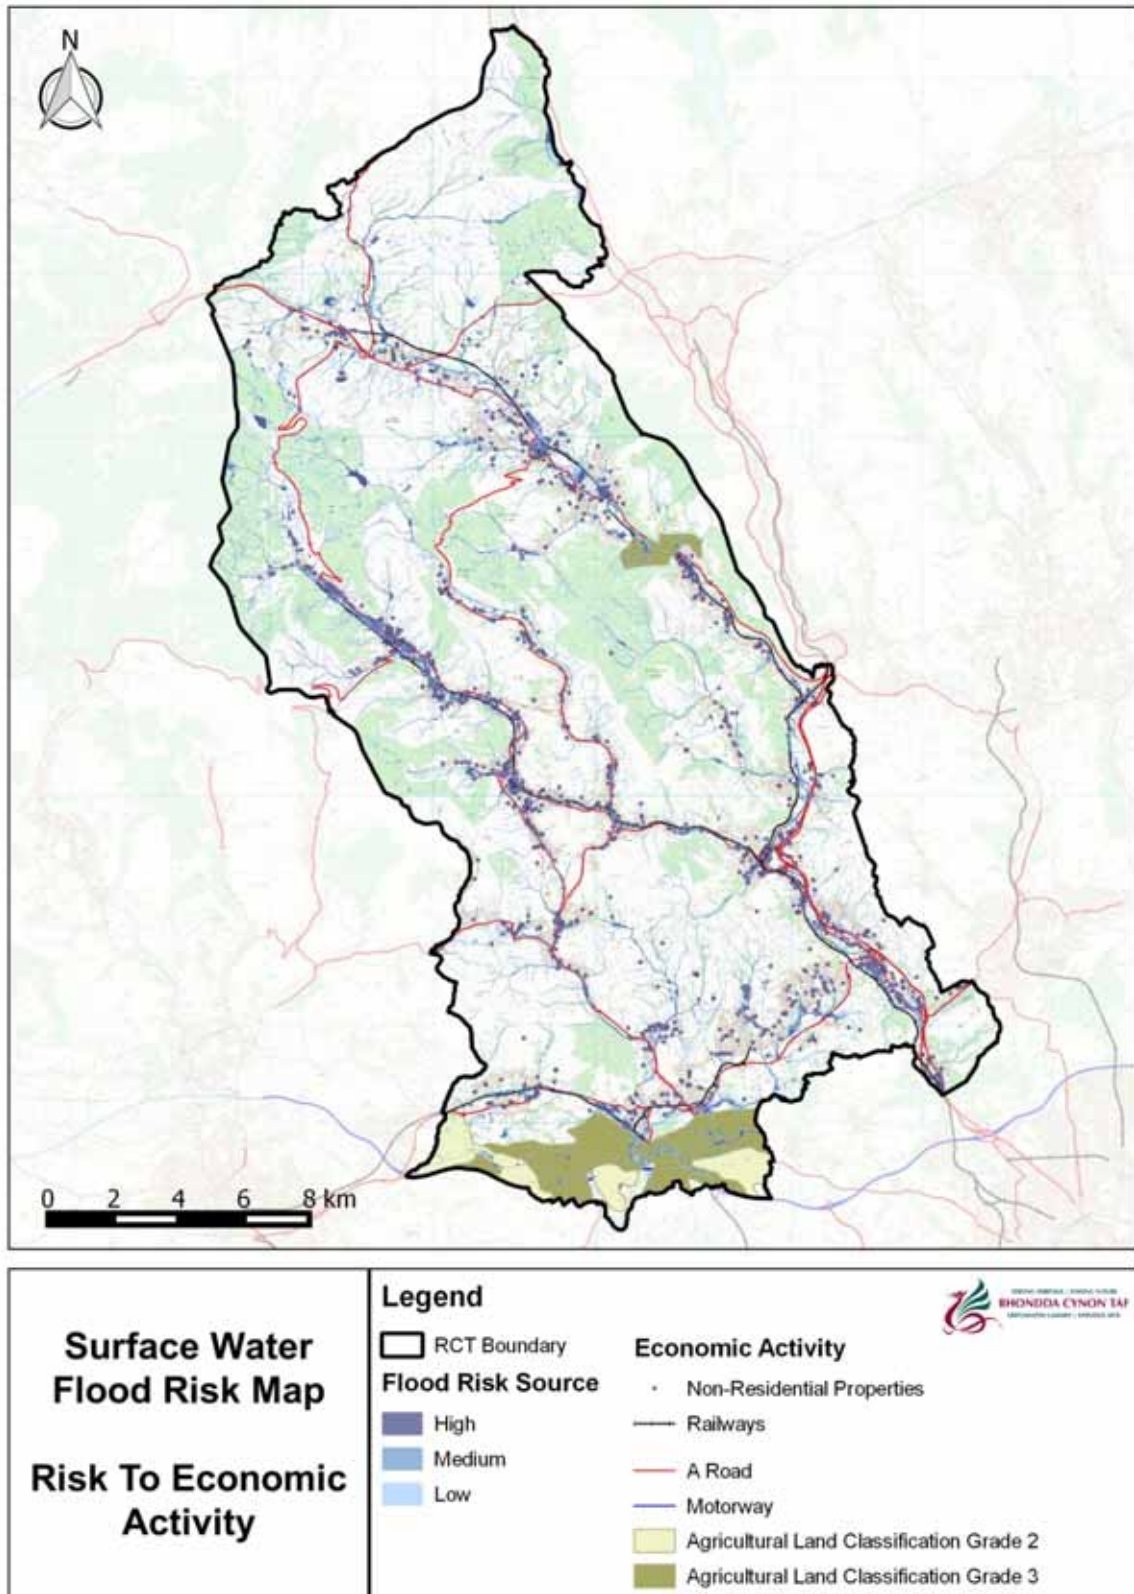 N
0 2 4 6 8 km
Surface Water
Flood Risk Map
Risk To Economic
Activity
Legend
RCT Boundary
Flood Risk Source
High
Medium
Low
RHONDDA CYNON TAF
Economic Activity
Non-Residential Properties
Railways
A Road
Motorway
Agricultural Land Classification Grade 2
Agricultural Land Classification Grade 3